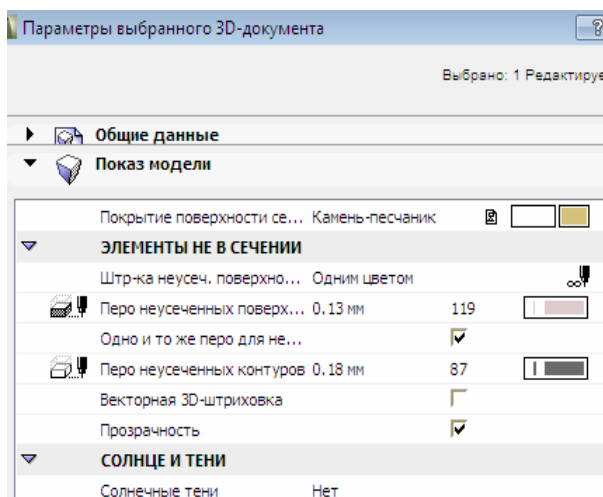 Параметры выбранного 3D-документа ?
Выбрано: 1 Редактируе
Общие данные
Показ модели
Покрытие поверхности се... Камень-песчаник
ЭЛЕМЕНТЫ НЕ В СЕЧЕНИИ
Штр-ка неусеч. поверхно... Одним цветом
Перо неусеченных поверх... 0.13 мм 119
Одно и то же перо для не...
Перо неусеченных контуров 0.18 мм 87
Векторная 3D-штриховка
Прозрачность
СОЛНЦЕ И ТЕНИ
Солнечные тени Нет